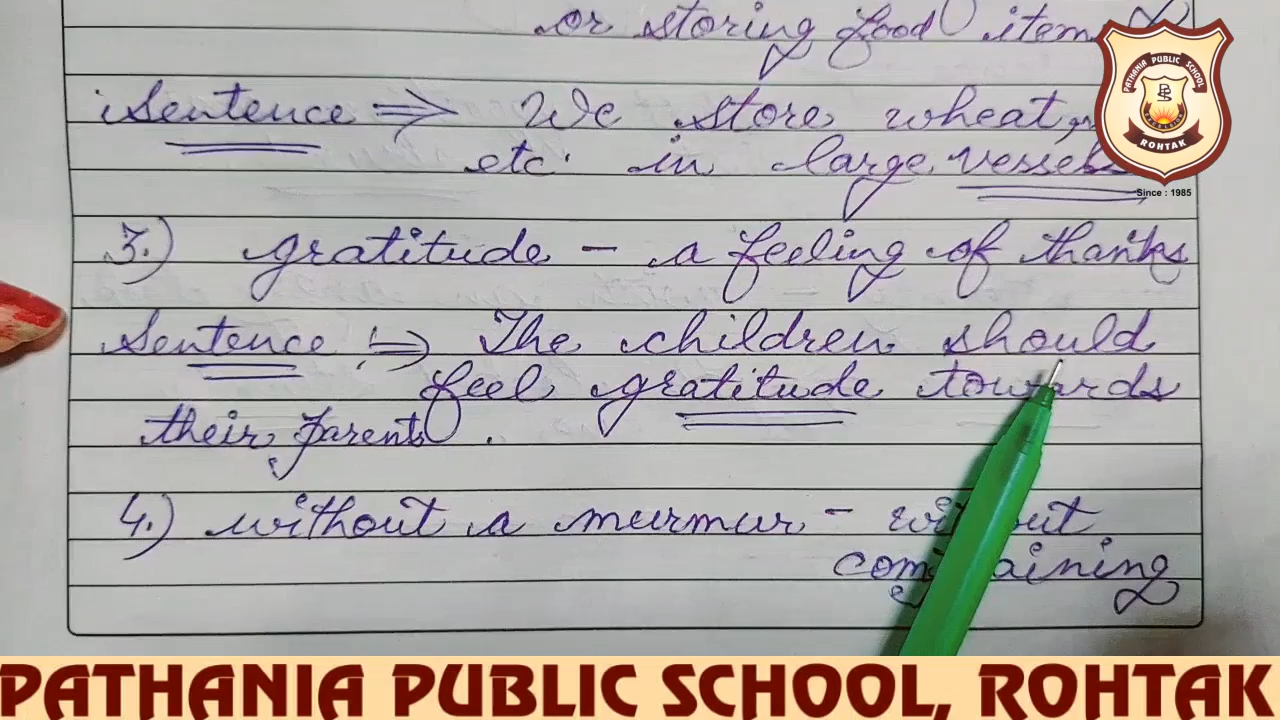 or storing food item
Sentence ⇒ We store wheat,
etc. in large vessels
3.) gratitude - a feeling of thanks
Sentence :⇒ The children should
feel gratitude towards
their parents.
4.) without a murmur - without
complaining
PATHANIA PUBLIC SCHOOL
ROHTAK
Since : 1985
PATHANIA PUBLIC SCHOOL, ROHTAK